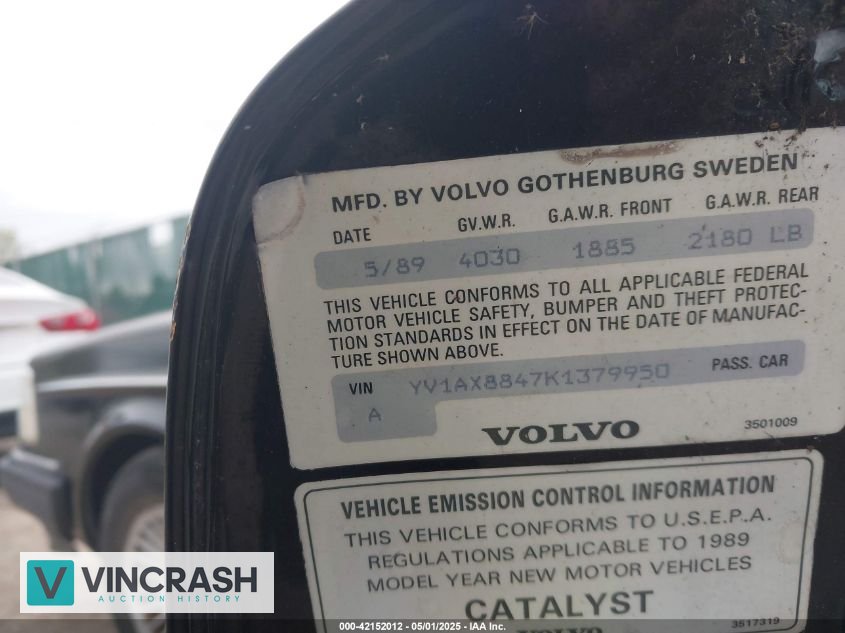 MFD. BY VOLVO GOTHENBURG SWEDEN
DATE GV.W.R. G.A.W.R. FRONT G.A.W.R. REAR
5/89 4030 1885 2180 LB
THIS VEHICLE CONFORMS TO ALL APPLICABLE FEDERAL
MOTOR VEHICLE SAFETY, BUMPER AND THEFT PROTEC-
TION STANDARDS IN EFFECT ON THE DATE OF MANUFAC-
TURE SHOWN ABOVE.
VIN YV1AX8847K1379950 PASS. CAR
A
VOLVO 3501009
VEHICLE EMISSION CONTROL INFORMATION
THIS VEHICLE CONFORMS TO U.S.E.P.A.
REGULATIONS APPLICABLE TO 1989
MODEL YEAR NEW MOTOR VEHICLES
CATALYST
VOLVO 3517319
V VINCRASH
AUCTION HISTORY
000-42152012 - 05/01/2025 - IAA Inc.